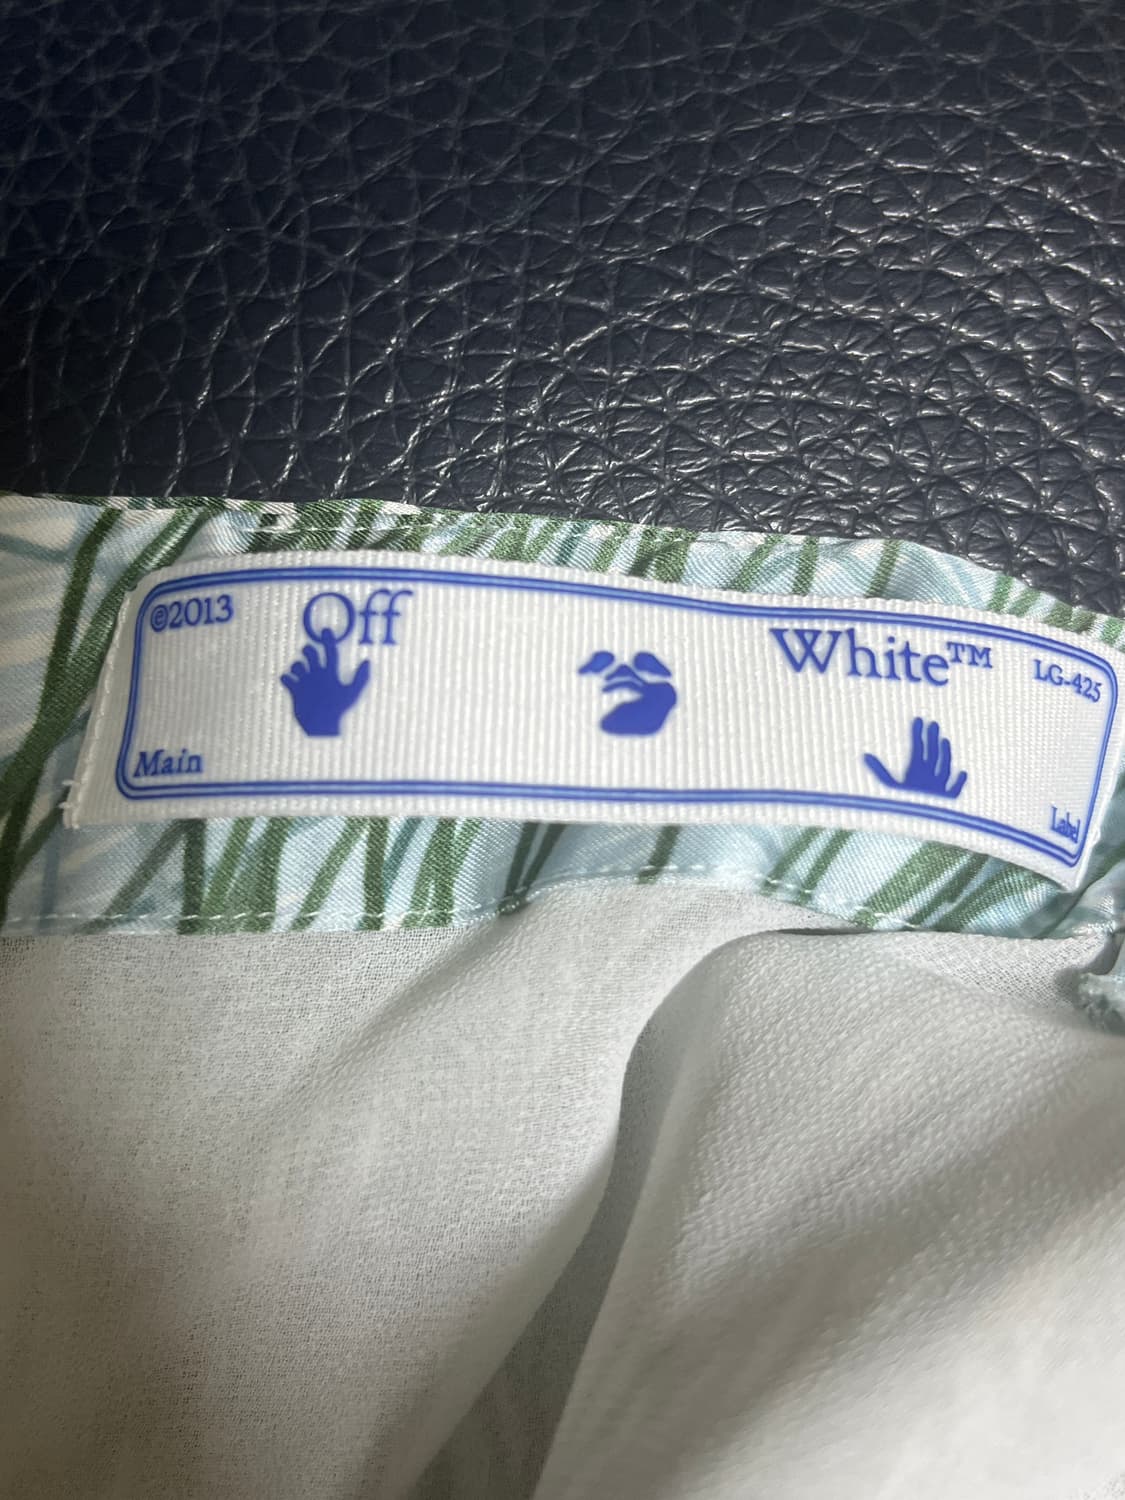 ©2013
Off
White™
LG-425
Main
Label